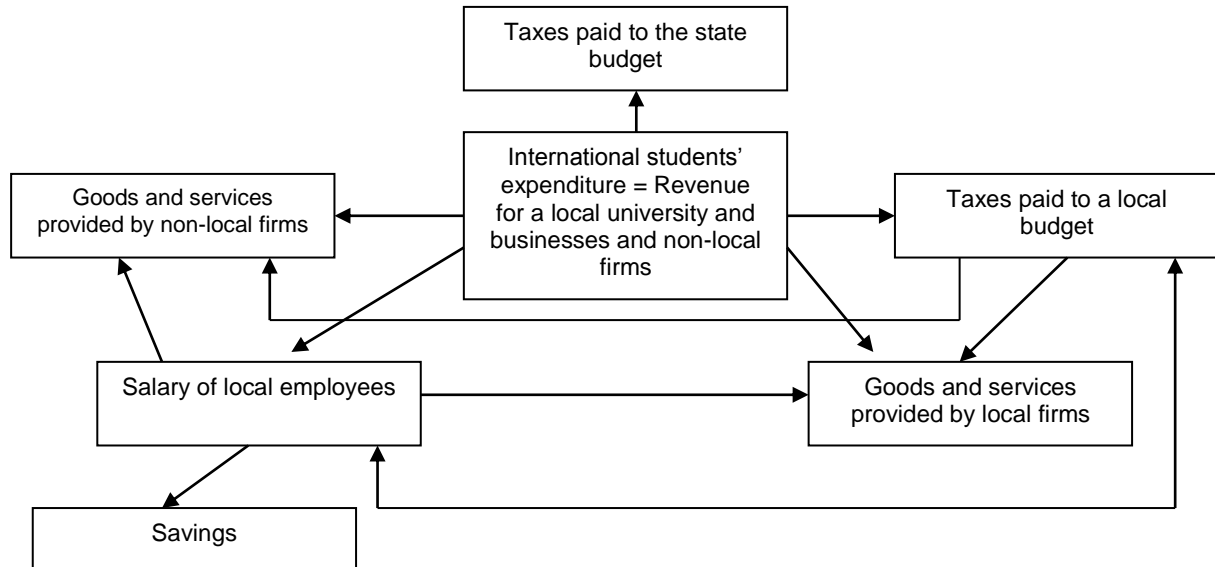 Taxes paid to the state
budget
International students’
expenditure = Revenue
for a local university and
businesses and non-local
firms
Goods and services
provided by non-local firms
Taxes paid to a local
budget
Salary of local employees
Goods and services
provided by local firms
Savings